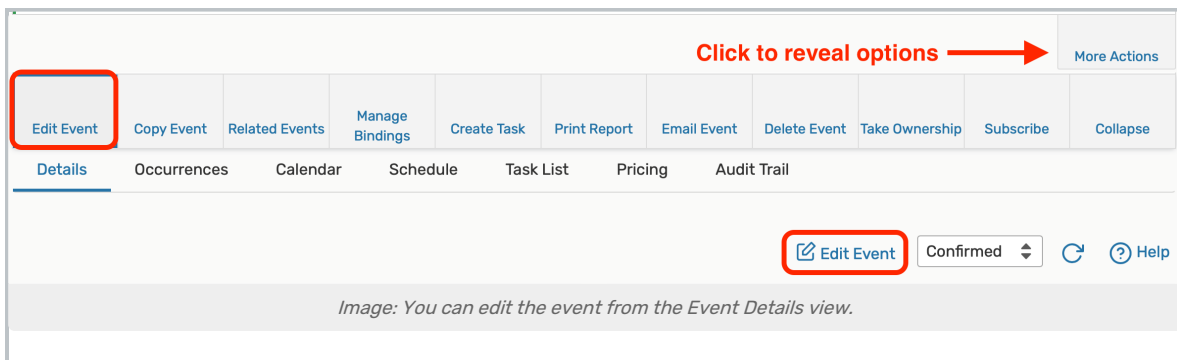 Click to reveal options
More Actions
Edit Event
Copy Event
Related Events
Manage
Bindings
Create Task
Print Report
Email Event
Delete Event
Take Ownership
Subscribe
Collapse
Details
Occurrences
Calendar
Schedule
Task List
Pricing
Audit Trail
Edit Event
Confirmed
Help
Image: You can edit the event from the Event Details view.